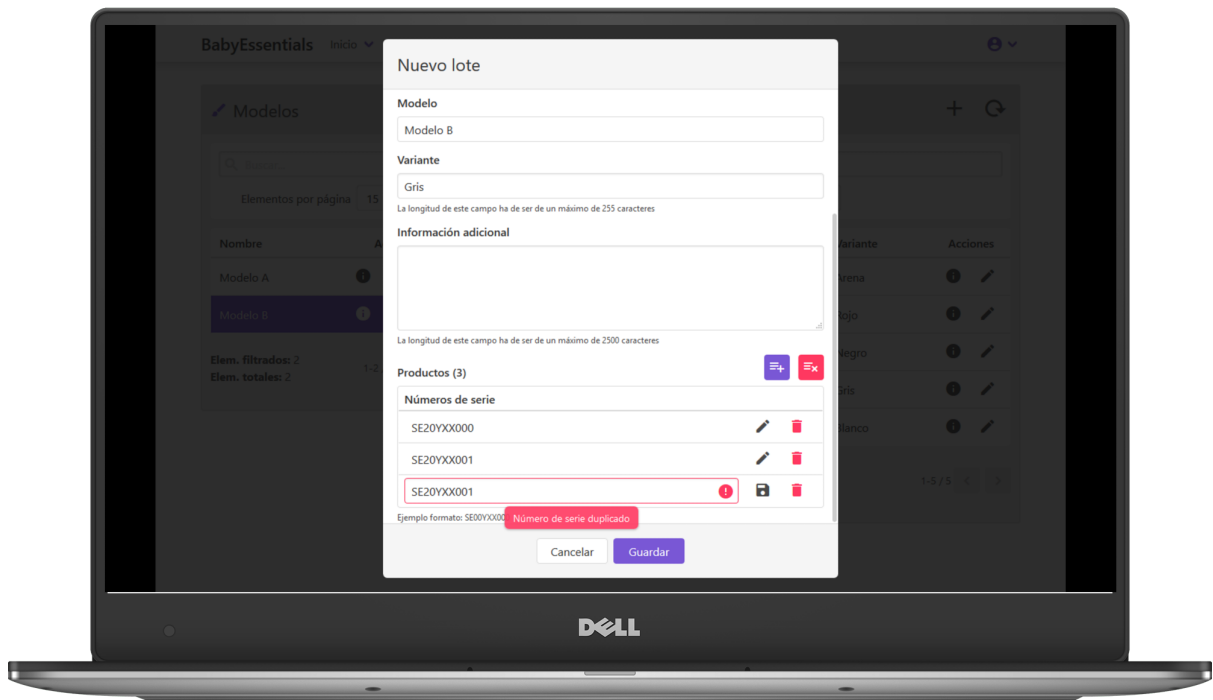 BabyEssentials Inicio
Nuevo lote
Modelos
Modelo
Modelo B
Variante
Gris
La longitud de este campo ha de ser de un máximo de 255 caracteres
Información adicional
La longitud de este campo ha de ser de un máximo de 2500 caracteres
Productos (3)
Números de serie
SE20YXX000
SE20YXX001
SE20YXX001
Ejemplo formato:
Número de serie duplicado
Cancelar Guardar
Elementos por página 15
Nombre
Modelo A
Modelo B
Elem. filtrados: 2
Elem. totales: 2
Variante Acciones
Arena
Rojo
Negro
Gris
Blanco
1-5 / 5
DELL